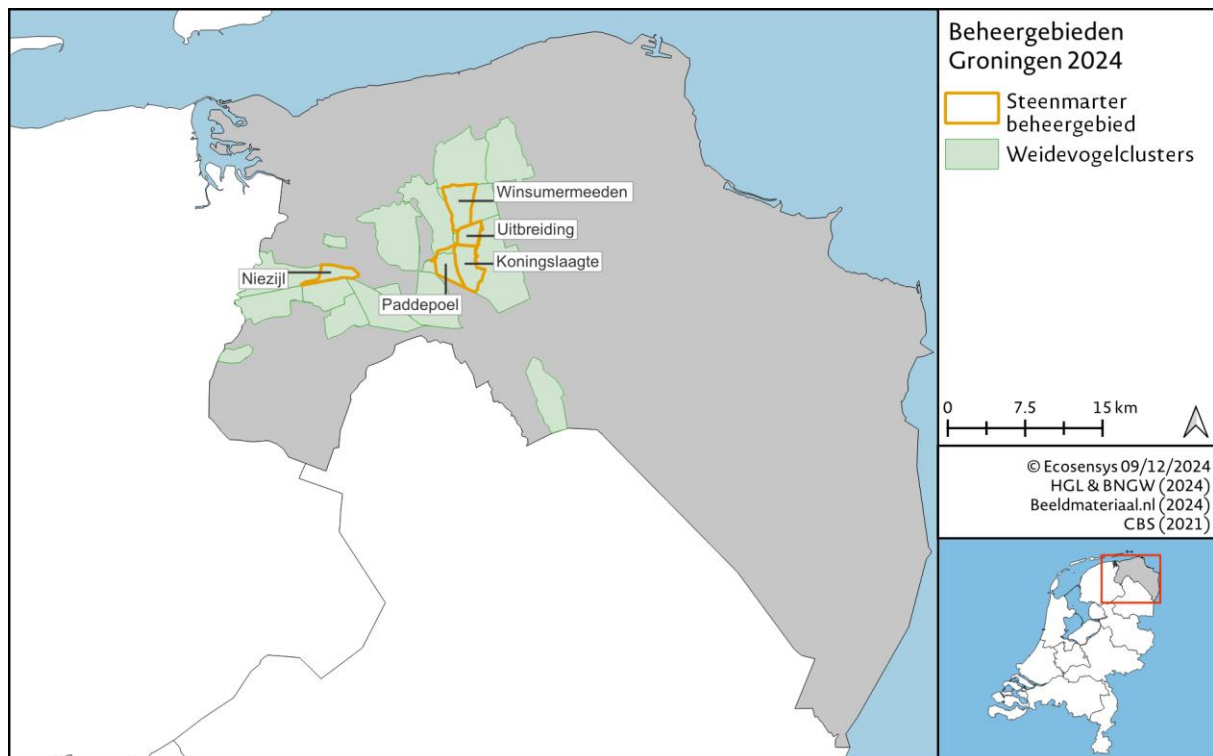 Beheergebieden
Groningen 2024
Steenmarter
beheergebied
Weidevogelclusters
Winsumermeeden
Uitbreiding
Koningslaagte
Niezijl
Paddepoel
0 7.5 15 km
© Ecosensys 09/12/2024
HGL & BNGW (2024)
Beeldmateriaal.nl (2024)
CBS (2021)